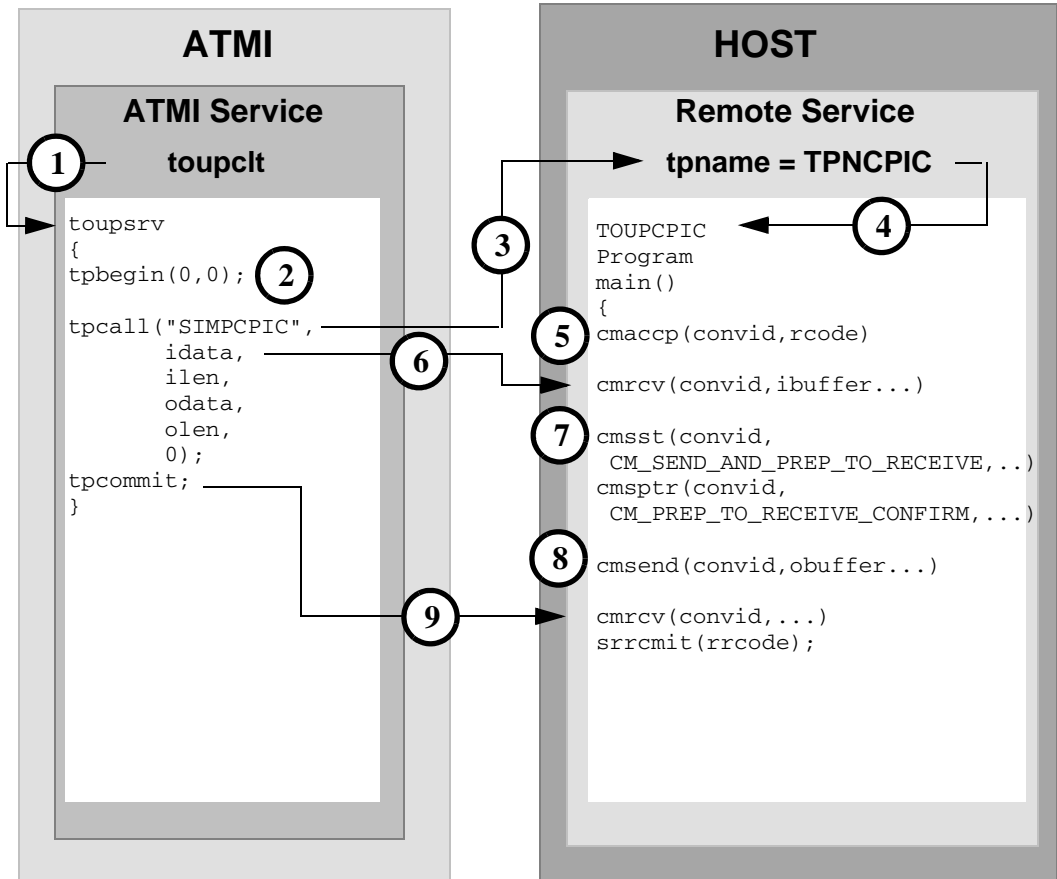 ATMI
ATMI Service
toupclt
1
toupsrv
{
tpbegin(0,0);
2
tpcall("SIMPCPIC",
idata,
ilen,
odata,
olen,
0);
tpcommit;
}
3
6
9
HOST
Remote Service
tpname = TPNCPIC
4
TOUPCPIC
Program
main()
{
5
cmaccp(convid,rcode)
cmrcv(convid,ibuffer...)
7
cmsst(convid,
CM_SEND_AND_PREP_TO_RECEIVE,..)
cmsptr(convid,
CM_PREP_TO_RECEIVE_CONFIRM,...)
8
cmsend(convid,obuffer...)
cmrcv(convid,...)
srrcmit(rrcode);